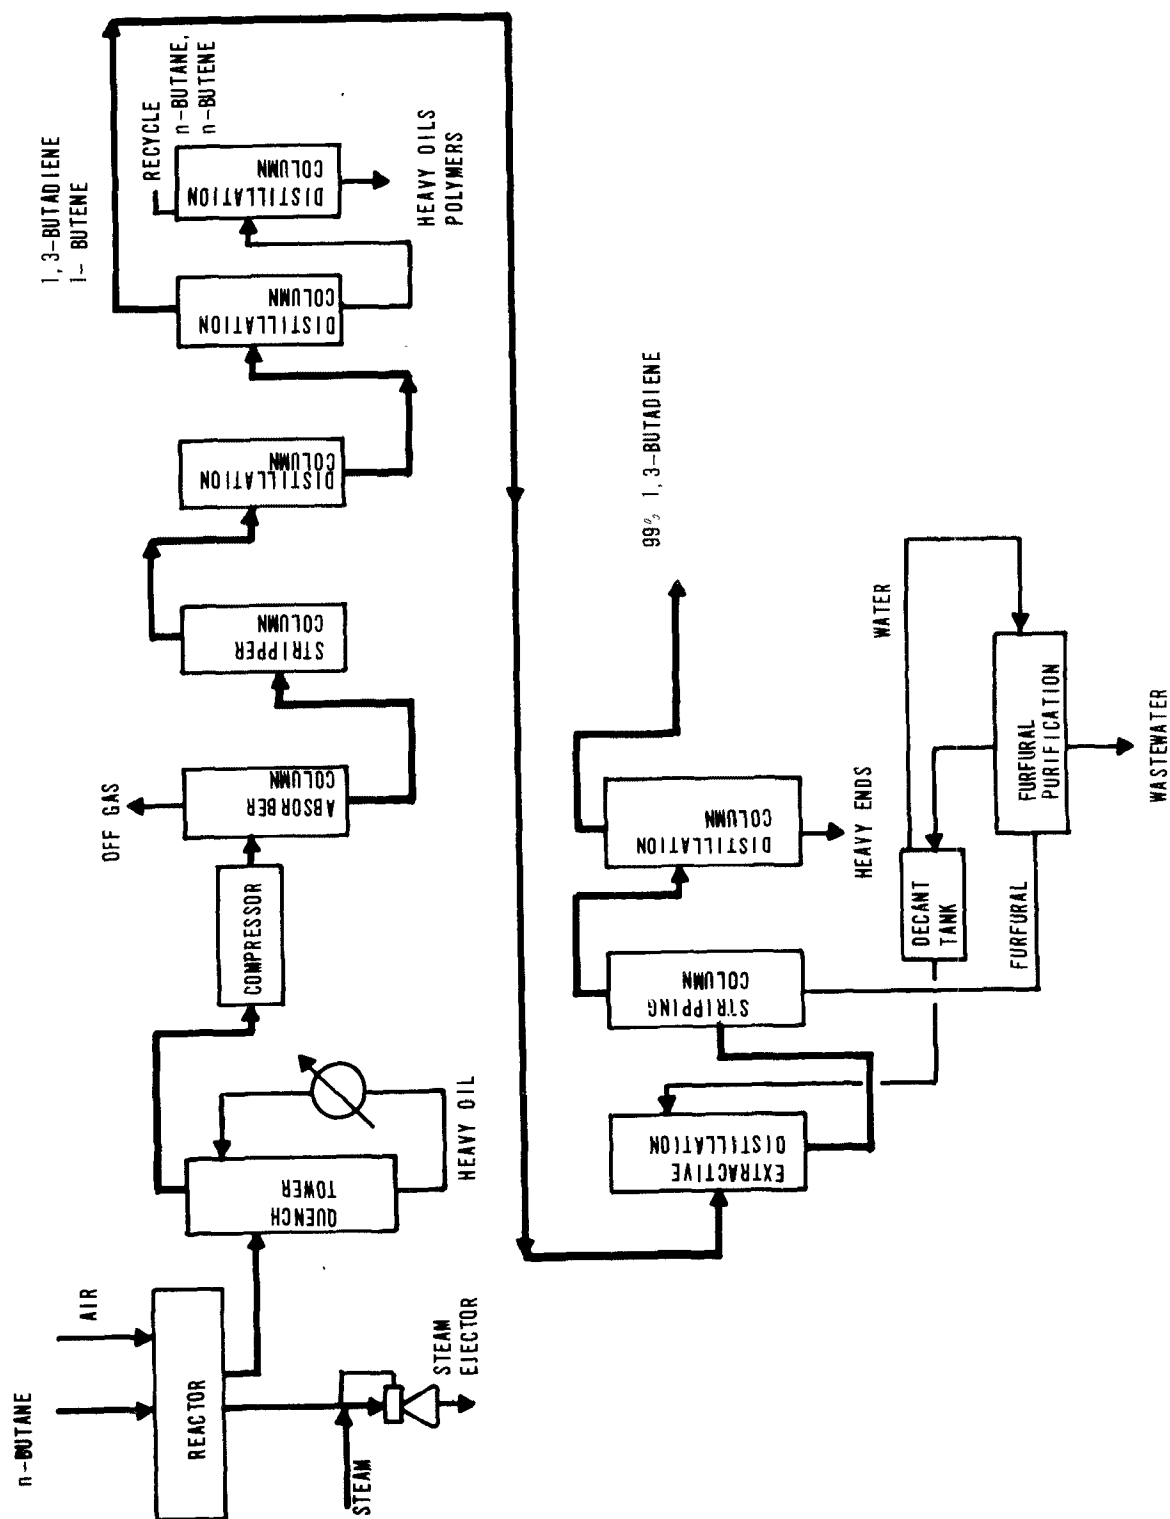 n-BUTANE
AIR
REACTOR
STEAM
STEAM
EJECTOR
QUENCH
TOWER
HEAVY OIL
COMPRESSOR
OFF GAS
ABSORBER
COLUMN
STRIPPER
COLUMN
DISTILLATION
COLUMN
DISTILLATION
COLUMN
1,3-BUTADIENE
1- BUTENE
RECYCLE
n-BUTANE,
n-BUTENE
DISTILLATION
COLUMN
HEAVY OILS
POLYMERS
EXTRACTIVE
DISTILLATION
STRIPPING
COLUMN
DISTILLATION
COLUMN
HEAVY ENDS
99% 1,3-BUTADIENE
DECANT
TANK
WATER
FURFURAL
FURFURAL
PURIFICATION
WASTEWATER